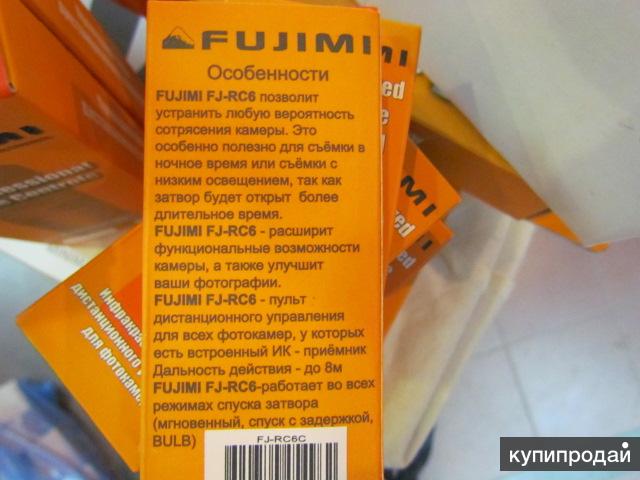 FUJIMI
Особенности
FUJIMI FJ-RC6 позволит
устранить любую вероятность
сотрясения камеры. Это
особенно полезно для съёмки в
ночное время или съёмки с
низким освещением, так как
затвор будет открыт более
длительное время.
FUJIMI FJ-RC6 - расширит
функциональные возможности
камеры, а также улучшит
ваши фотографии.
FUJIMI FJ-RC6 - пульт
дистанционного управления
для всех фотокамер, у которых
есть встроенный ИК - приёмник
Дальность действия - до 8м
FUJIMI FJ-RC6-работает во всех
режимах спуска затвора
(мгновенный, спуск с задержкой,
BULB)
FJ-RC6C
купипродай